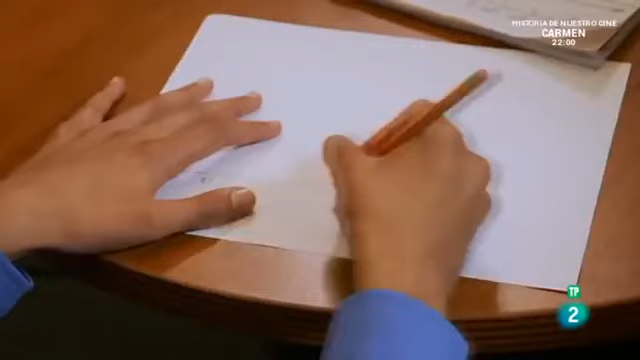 HISTORIA DE NUESTRO CINE
CARMEN
22:00
TP
2